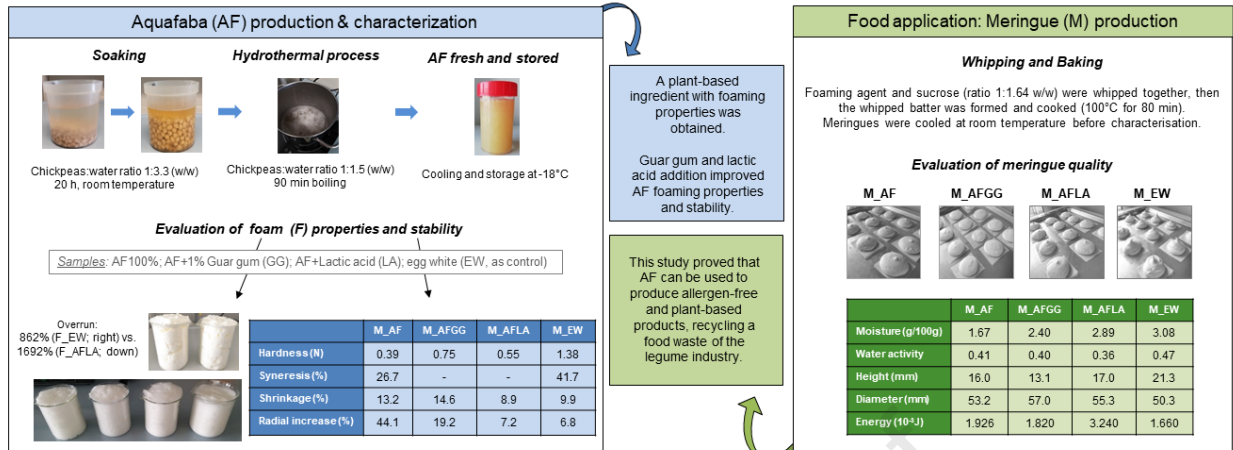 Aquafaba (AF) production & characterization
Soaking
Hydrothermal process
AF fresh and stored
Chickpeas:water ratio 1:3.3 (w/w)
20 h, room temperature
Chickpeas:water ratio 1:1.5 (w/w)
90 min boiling
Cooling and storage at -18°C
Evaluation of foam (F) properties and stability
Samples: AF100%; AF+1% Guar gum (GG); AF+Lactic acid (LA); egg white (EW, as control)
Overrun:
862% (F_EW; right) vs.
1692% (F_AFLA; down)
M_AF M_AFGG M_AFLA M_EW
Hardness (N) 0.39 0.75 0.55 1.38
Syneresis (%) 26.7 - - 41.7
Shrinkage (%) 13.2 14.6 8.9 9.9
Radial increase (%) 44.1 19.2 7.2 6.8
A plant-based
ingredient with foaming
properties was
obtained.
Guar gum and lactic
acid addition improved
AF foaming properties
and stability.
This study proved that
AF can be used to
produce allergen-free
and plant-based
products, recycling a
food waste of the
legume industry.
Food application: Meringue (M) production
Whipping and Baking
Foaming agent and sucrose (ratio 1:1.64 w/w) were whipped together, then
the whipped batter was formed and cooked (100°C for 80 min).
Meringues were cooled at room temperature before characterisation.
Evaluation of meringue quality
M_AF M_AFGG M_AFLA M_EW
M_AF M_AFGG M_AFLA M_EW
Moisture (g/100g) 1.67 2.40 2.89 3.08
Water activity 0.41 0.40 0.36 0.47
Height (mm) 16.0 13.1 17.0 21.3
Diameter (mm) 53.2 57.0 55.3 50.3
Energy (10⁻³J) 1.926 1.820 3.240 1.660